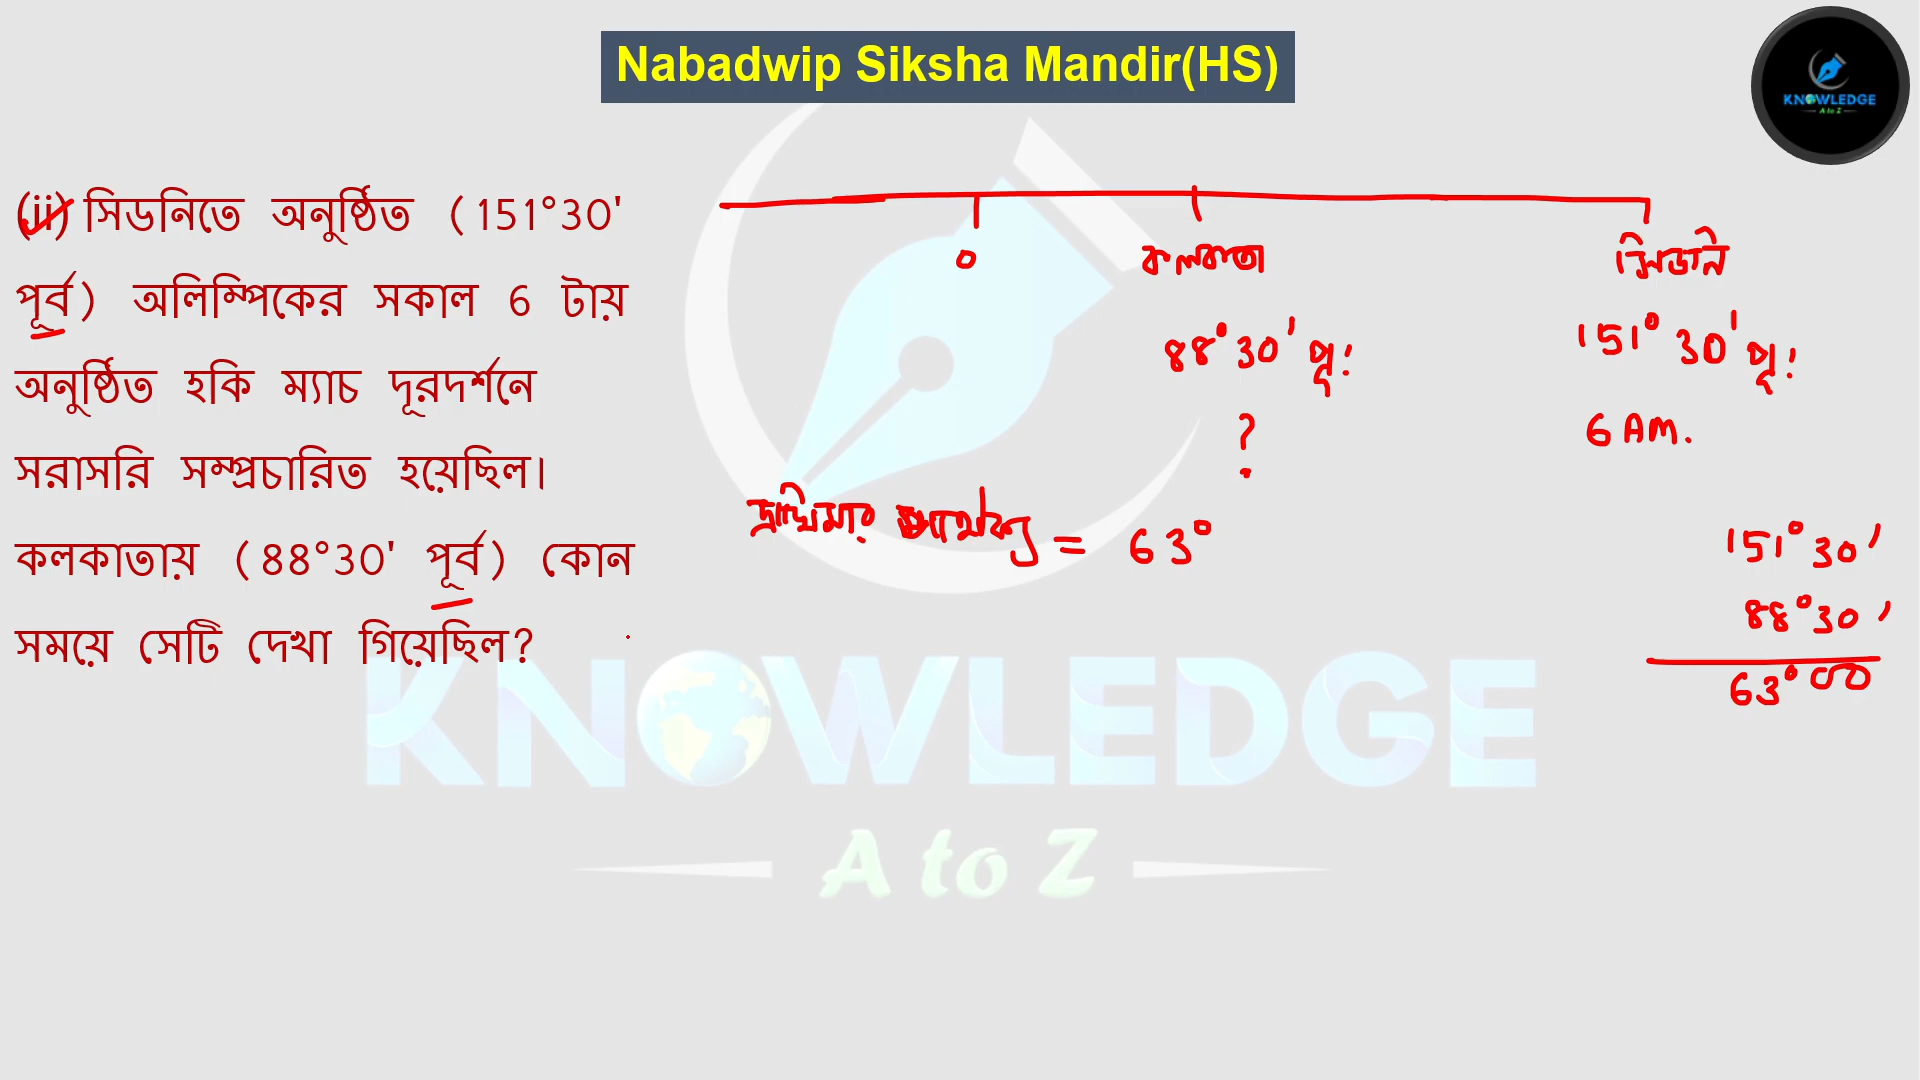 Nabadwip Siksha Mandir(HS)
KNOWLEDGE
A to Z
(ii) সিডনিতে অনুষ্ঠিত (151°30'
পূর্ব) অলিম্পিকের সকাল 6 টায়
অনুষ্ঠিত হকি ম্যাচ দূরদর্শনে
সরাসরি সম্প্রচারিত হয়েছিল।
কলকাতায় (88°30' পূর্ব) কোন
সময়ে সেটি দেখা গিয়েছিল?
0 কলকাতা সিডনি
88°30' পূ: 151°30' পূ:
? 6 AM.
দ্রাঘিমার পার্থক্য = 63°
151°30'
88°30'
63°00
KNOWLEDGE
A to Z